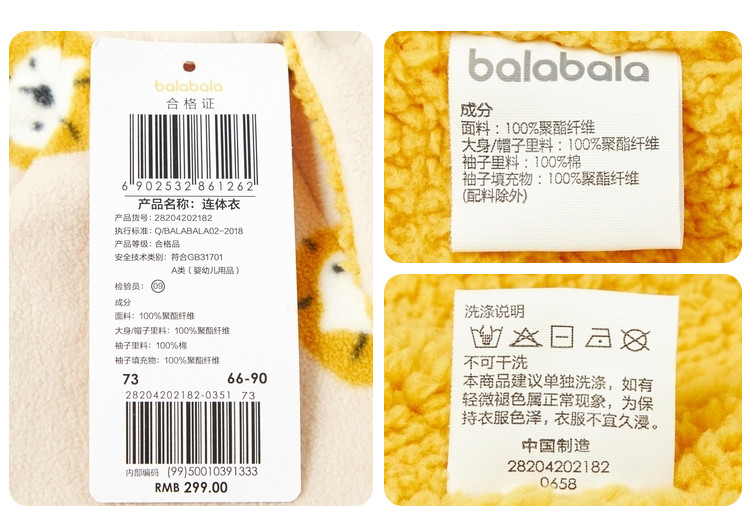 balabala
合格证
6 902532 861262
产品名称：连体衣
产品货号：28204202182
执行标准：Q/BALABALA02-2018
产品等级：合格品
安全技术类别：符合GB31701
A类（婴幼儿用品）
检验员：09
成分
面料：100%聚酯纤维
大身/帽子里料：100%聚酯纤维
袖子里料：100%棉
袖子填充物：100%聚酯纤维
73 66-90
28204202182-0351 73
内部编码 (99)50010391333
RMB 299.00
balabala
成分
面料：100%聚酯纤维
大身/帽子里料：100%聚酯纤维
袖子里料：100%棉
袖子填充物：100%聚酯纤维
(配料除外)
洗涤说明
不可干洗
本商品建议单独洗涤，如有
轻微褪色属正常现象，为保
持衣服色泽，衣服不宜久浸。
中国制造
28204202182
0658